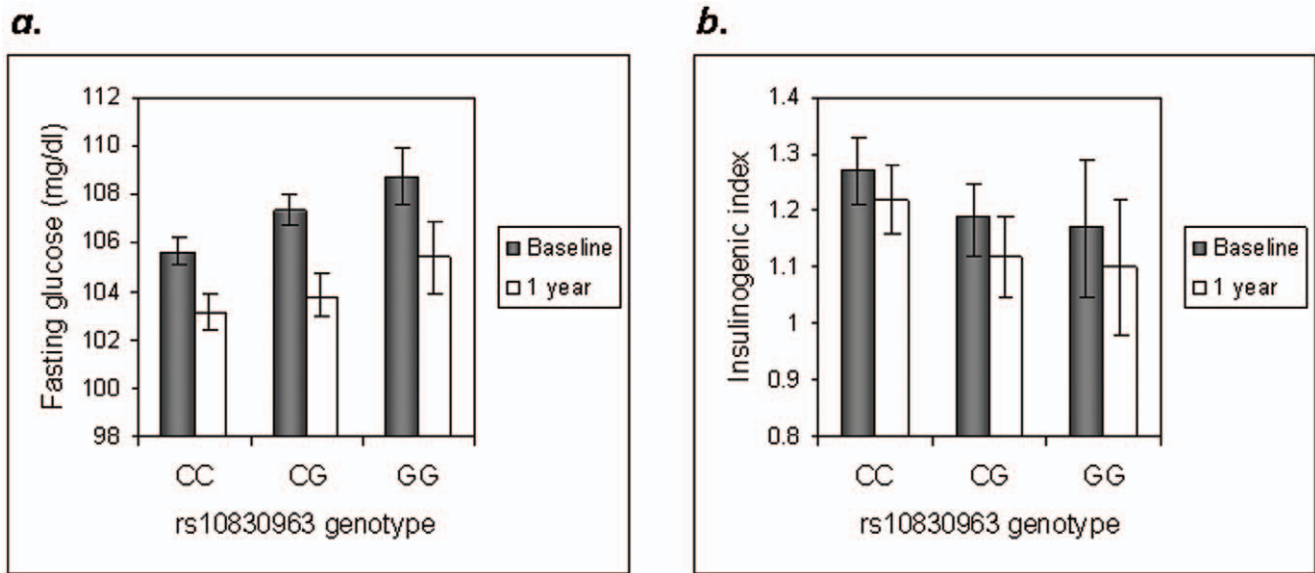 a.
112
110
108
106
104
102
100
98
Fasting glucose (mg/dl)
CC CG GG
rs10830963 genotype
Baseline
1 year
b.
1.4
1.3
1.2
1.1
1
0.9
0.8
Insulinogenic index
CC CG GG
rs10830963 genotype
Baseline
1 year